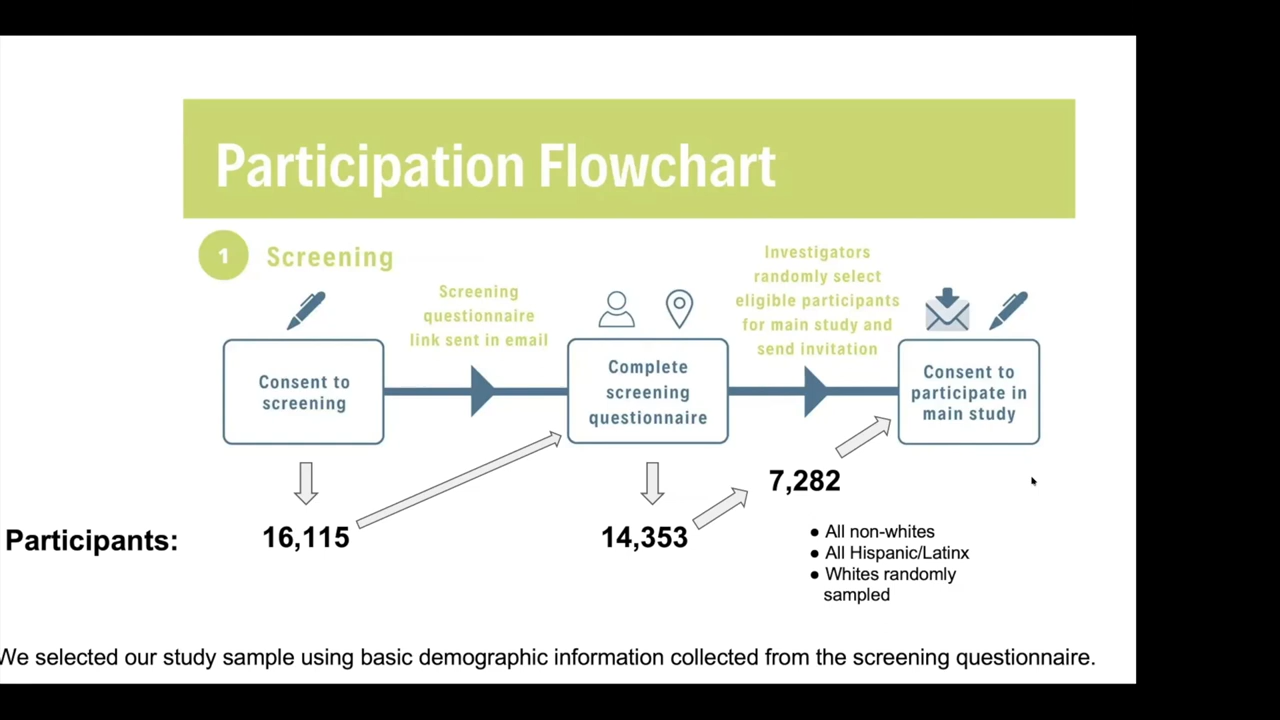 Participation Flowchart
1 Screening
Screening
questionnaire
link sent in email
Investigators
randomly select
eligible participants
for main study and
send invitation
Consent to
screening
Complete
screening
questionnaire
Consent to
participate in
main study
Participants:
16,115
14,353
7,282
● All non-whites
● All Hispanic/Latinx
● Whites randomly
sampled
We selected our study sample using basic demographic information collected from the screening questionnaire.